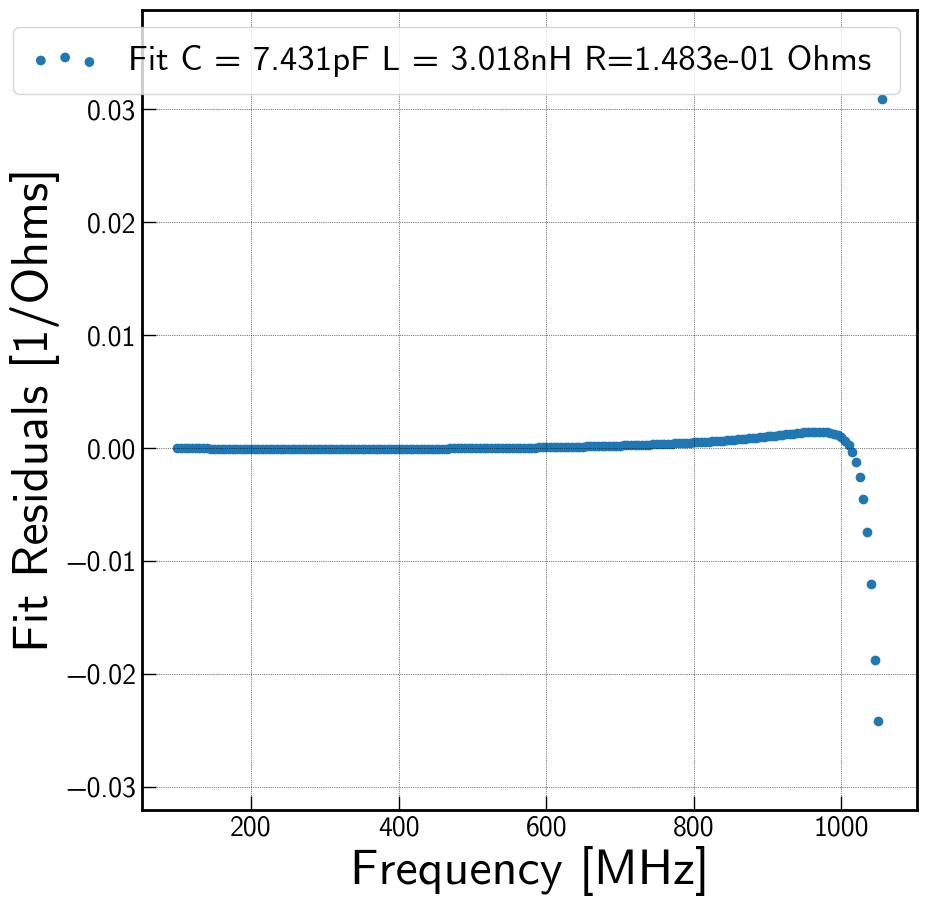 Fit C = 7.431pF L = 3.018nH R=1.483e-01 Ohms
0.03
0.02
0.01
0.00
−0.01
−0.02
−0.03
Fit Residuals [1/Ohms]
200 400 600 800 1000
Frequency [MHz]